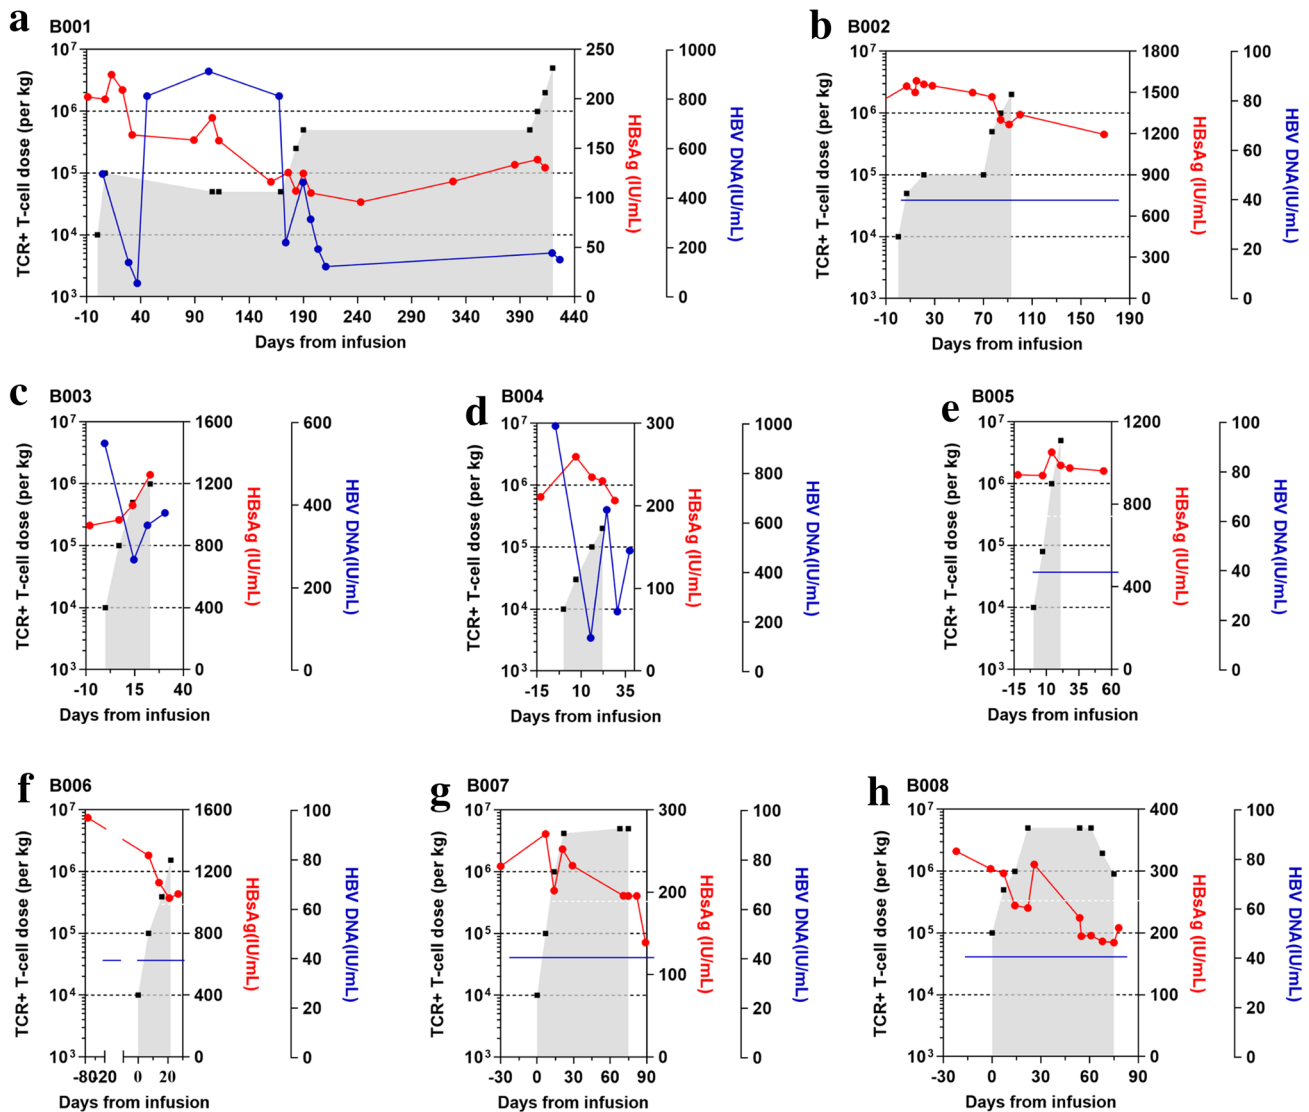 a
B001
TCR+ T-cell dose (per kg)
10⁷
10⁶
10⁵
10⁴
10³
-10 40 90 140 190 240 290 340 390 440
Days from infusion
250
200
150
100
50
0
HBsAg (IU/mL)
1000
800
600
400
200
0
HBV DNA(IU/mL)
b
B002
TCR+ T-cell dose (per kg)
10⁷
10⁶
10⁵
10⁴
10³
-10 30 70 110 150 190
Days from infusion
1800
1500
1200
900
600
300
0
HBsAg (IU/mL)
100
80
60
40
20
0
HBV DNA(IU/mL)
c
B003
TCR+ T-cell dose (per kg)
10⁷
10⁶
10⁵
10⁴
10³
-10 15 40
Days from infusion
1600
1200
800
400
0
HBsAg (IU/mL)
600
400
200
0
HBV DNA(IU/mL)
d
B004
TCR+ T-cell dose (per kg)
10⁷
10⁶
10⁵
10⁴
10³
-15 10 35
Days from infusion
300
200
100
0
HBsAg (IU/mL)
1000
800
600
400
200
0
HBV DNA(IU/mL)
e
B005
TCR+ T-cell dose (per kg)
10⁷
10⁶
10⁵
10⁴
10³
-15 10 35 60
Days from infusion
1200
800
400
0
HBsAg (IU/mL)
100
80
60
40
20
0
HBV DNA(IU/mL)
f
B006
TCR+ T-cell dose (per kg)
10⁷
10⁶
10⁵
10⁴
10³
-80 -20 0 20
Days from infusion
1600
1200
800
400
0
HBsAg(IU/mL)
100
80
60
40
20
0
HBV DNA(IU/mL)
g
B007
TCR+ T-cell dose (per kg)
10⁷
10⁶
10⁵
10⁴
10³
-30 0 30 60 90
Days from infusion
300
200
100
0
HBsAg (IU/mL)
100
80
60
40
20
0
HBV DNA(IU/mL)
h
B008
TCR+ T-cell dose (per kg)
10⁷
10⁶
10⁵
10⁴
10³
-30 0 30 60 90
Days from infusion
400
300
200
100
0
HBsAg (IU/mL)
100
80
60
40
20
0
HBV DNA(IU/mL)